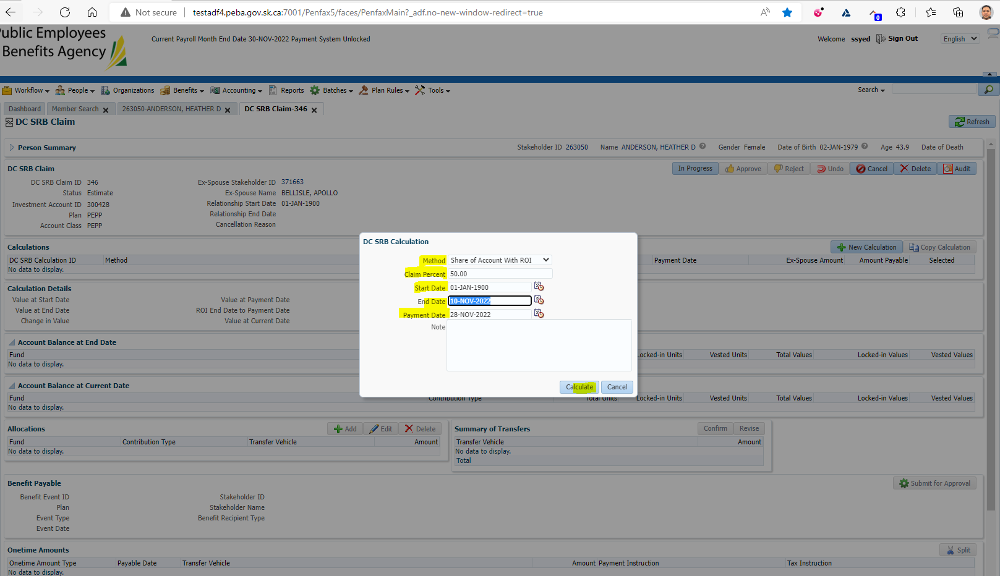 Not secure testadf4.peba.gov.sk.ca:7001/Penfax5/faces/PenfaxMain?_adf.no-new-window-redirect=true
0
ublic Employees
Benefits Agency
Current Payroll Month End Date 30-NOV-2022 Payment System Unlocked
Welcome ssyed Sign Out English
Workflow People Organizations Benefits Accounting Reports Batches Plan Rules Tools Search
Dashboard Member Search 263050-ANDERSON, HEATHER D DC SRB Claim-346
DC SRB Claim Refresh
Person Summary Stakeholder ID 263050 Name ANDERSON, HEATHER D Gender Female Date of Birth 02-JAN-1979 Age 43.9 Date of Death
DC SRB Claim In Progress Approve Reject Undo Cancel Delete Audit
DC SRB Claim ID 346 Ex-Spouse Stakeholder ID 371663
Status Estimate Ex-Spouse Name BELLISLE, APOLLO
Investment Account ID 300428 Relationship Start Date 01-JAN-1900
Plan PEPP Relationship End Date
Account Class PEPP Cancellation Reason
Calculations New Calculation Copy Calculation
DC SRB Calculation ID Method Payment Date Ex-Spouse Amount Amount Payable Selected
No data to display.
Calculation Details
Value at Start Date Value at Payment Date
Value at End Date ROI End Date to Payment Date
Change in Value Value at Current Date
DC SRB Calculation
Method Share of Account With ROI
Claim Percent 50.00
Start Date 01-JAN-1900
End Date 10-NOV-2022
Payment Date 28-NOV-2022
Note
Calculate Cancel
Account Balance at End Date
Fund Locked-in Units Vested Units Total Values Locked-in Values Vested Values
No data to display.
Account Balance at Current Date
Fund Contribution Type Total Units Locked-in Units Vested Units Total Values Locked-in Values Vested Values
No data to display.
Allocations Add Edit Delete
Fund Contribution Type Transfer Vehicle Amount
No data to display.
Summary of Transfers Confirm Revise
Transfer Vehicle Amount
No data to display.
Total
Benefit Payable Submit for Approval
Benefit Event ID Stakeholder ID
Plan Stakeholder Name
Event Type Benefit Recipient Type
Event Date
Onetime Amounts Split
Onetime Amount Type Payable Date Transfer Vehicle Amount Payment Instruction Tax Instruction
No data to display.